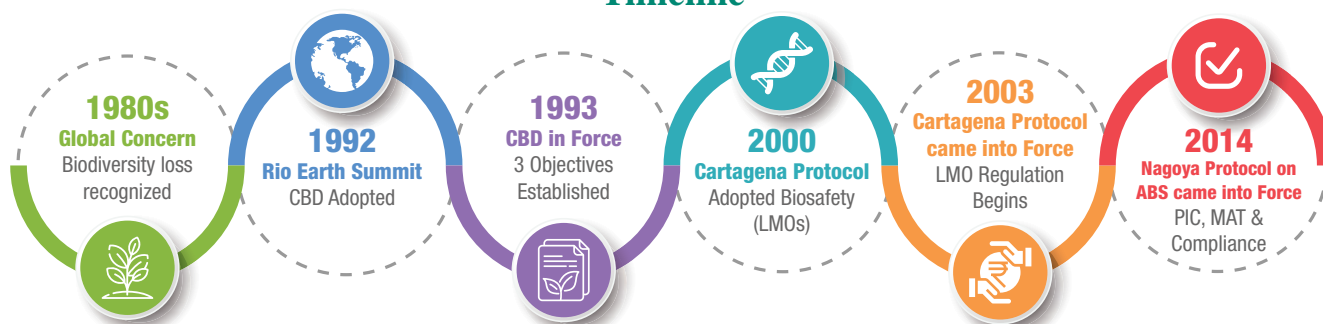 Timeline
1980s
Global Concern
Biodiversity loss
recognized
1992
Rio Earth Summit
CBD Adopted
1993
CBD in Force
3 Objectives
Established
2000
Cartagena Protocol
Adopted Biosafety
(LMOs)
2003
Cartagena Protocol
came into Force
LMO Regulation
Begins
2014
Nagoya Protocol on
ABS came into Force
PIC, MAT &
Compliance